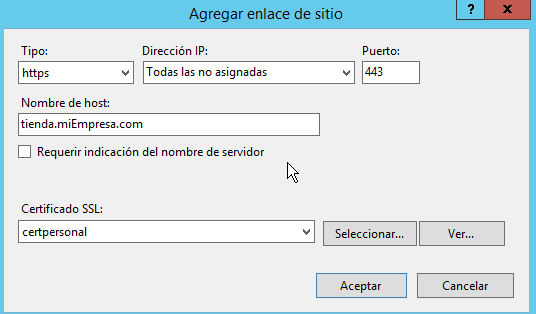 Agregar enlace de sitio
? x
Tipo: Dirección IP: Puerto:
https Todas las no asignadas 443
Nombre de host:
tienda.miEmpresa.com
Requerir indicación del nombre de servidor
Certificado SSL:
certpersonal Seleccionar... Ver...
Aceptar Cancelar